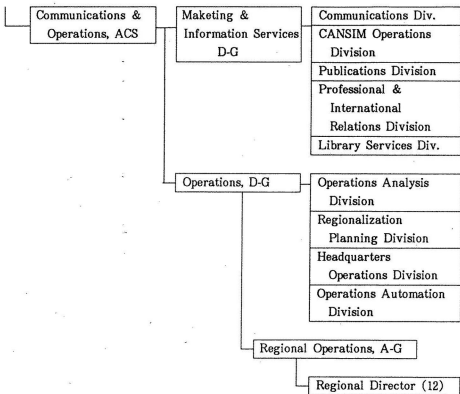 Communications &
Operations, ACS
Maketing &
Information Services
D-G
Communications Div.
CANSIM Operations
Division
Publications Division
Professional &
International
Relations Division
Library Services Div.
Operations, D-G
Operations Analysis
Division
Regionalization
Planning Division
Headquarters
Operations Division
Operations Automation
Division
Regional Operations, A-G
Regional Director (12)